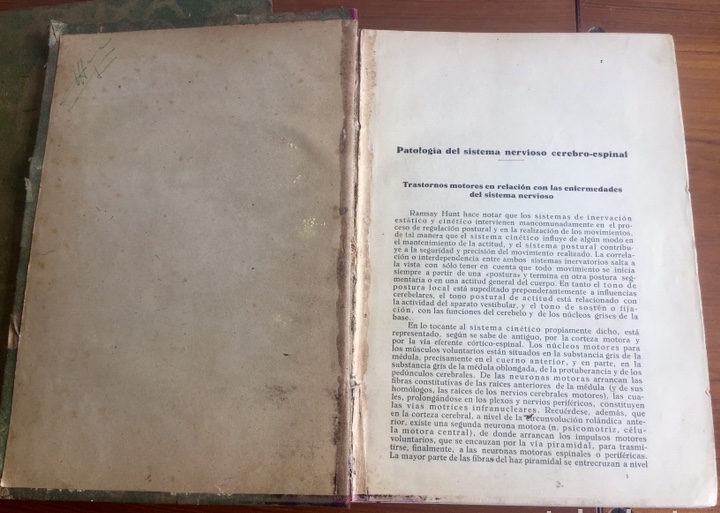 1
Patología del sistema nervioso cerebro-espinal
Trastornos motores en relación con las enfermedades
del sistema nervioso
Ramsay Hunt hace notar que los sistemas de inervación
estático y cinético intervienen mancomunadamente en el pro-
ceso de regulación postural y en la realización de los movimientos,
de tal manera que el sistema cinético influye de algún modo en
el mantenimiento de la actitud, y el sistema postural contribu-
ye a la seguridad y precisión del movimiento realizado. La correla-
ción o interdependencia entre ambos sistemas inervatorios salta a
la vista con sólo tener en cuenta que todo movimiento se inicia
siempre a partir de una «postura» y termina en otra postura seg-
mentaria o en una actitud general del cuerpo. En tanto el tono de
postura local está supeditado preponderantemente a influencias
cerebelares, el tono postural de actitud está relacionado con
la actividad del aparato vestibular, y el tono de sostén o fija-
ción, con las funciones del cerebelo y de los núcleos grises de la
base.
En lo tocante al sistema cinético propiamente dicho, está
representado, según se sabe de antiguo, por la corteza motora y
por la vía eferente córtico-espinal. Los núcleos motores para
los músculos voluntarios están situados en la substancia gris de la
médula, precisamente en el cuerno anterior, y en parte, en la
substancia gris de la médula oblongada, de la protuberancia y de los
pedúnculos cerebrales. De las neuronas motoras arrancan las
fibras constitutivas de las raíces anteriores de la médula (y de sus
homólogos, las raíces de los nervios cerebrales motores), las cua-
les, prolongándose en los plexos y nervios periféricos, constituyen
las vías motrices infranucleares. Recuérdese, además, que
en la corteza cerebral, a nivel de la circunvolución rolándica ante-
rior, existe una segunda neurona motora (n. psicomotriz, célu-
la motora central), de donde arrancan los impulsos motores
voluntarios, que se encauzan por la vía piramidal, para trasmi-
tirse, finalmente, a las neuronas motoras espinales o periféricas.
La mayor parte de las fibras del haz piramidal se entrecruzan a nivel
1